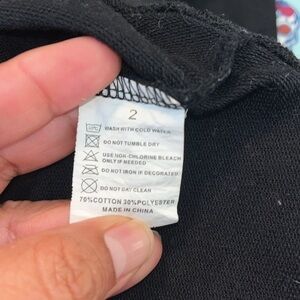 2
WASH WITH COLD WATER
DO NOT TUMBLE DRY
USE NON-CHLORINE BLEACH
ONLY IF NEEDED
DO NOT IRON IF DECORATED
DO NOT DAY CLEAN
70%COTTON 30%POLYESTER
MADE IN CHINA